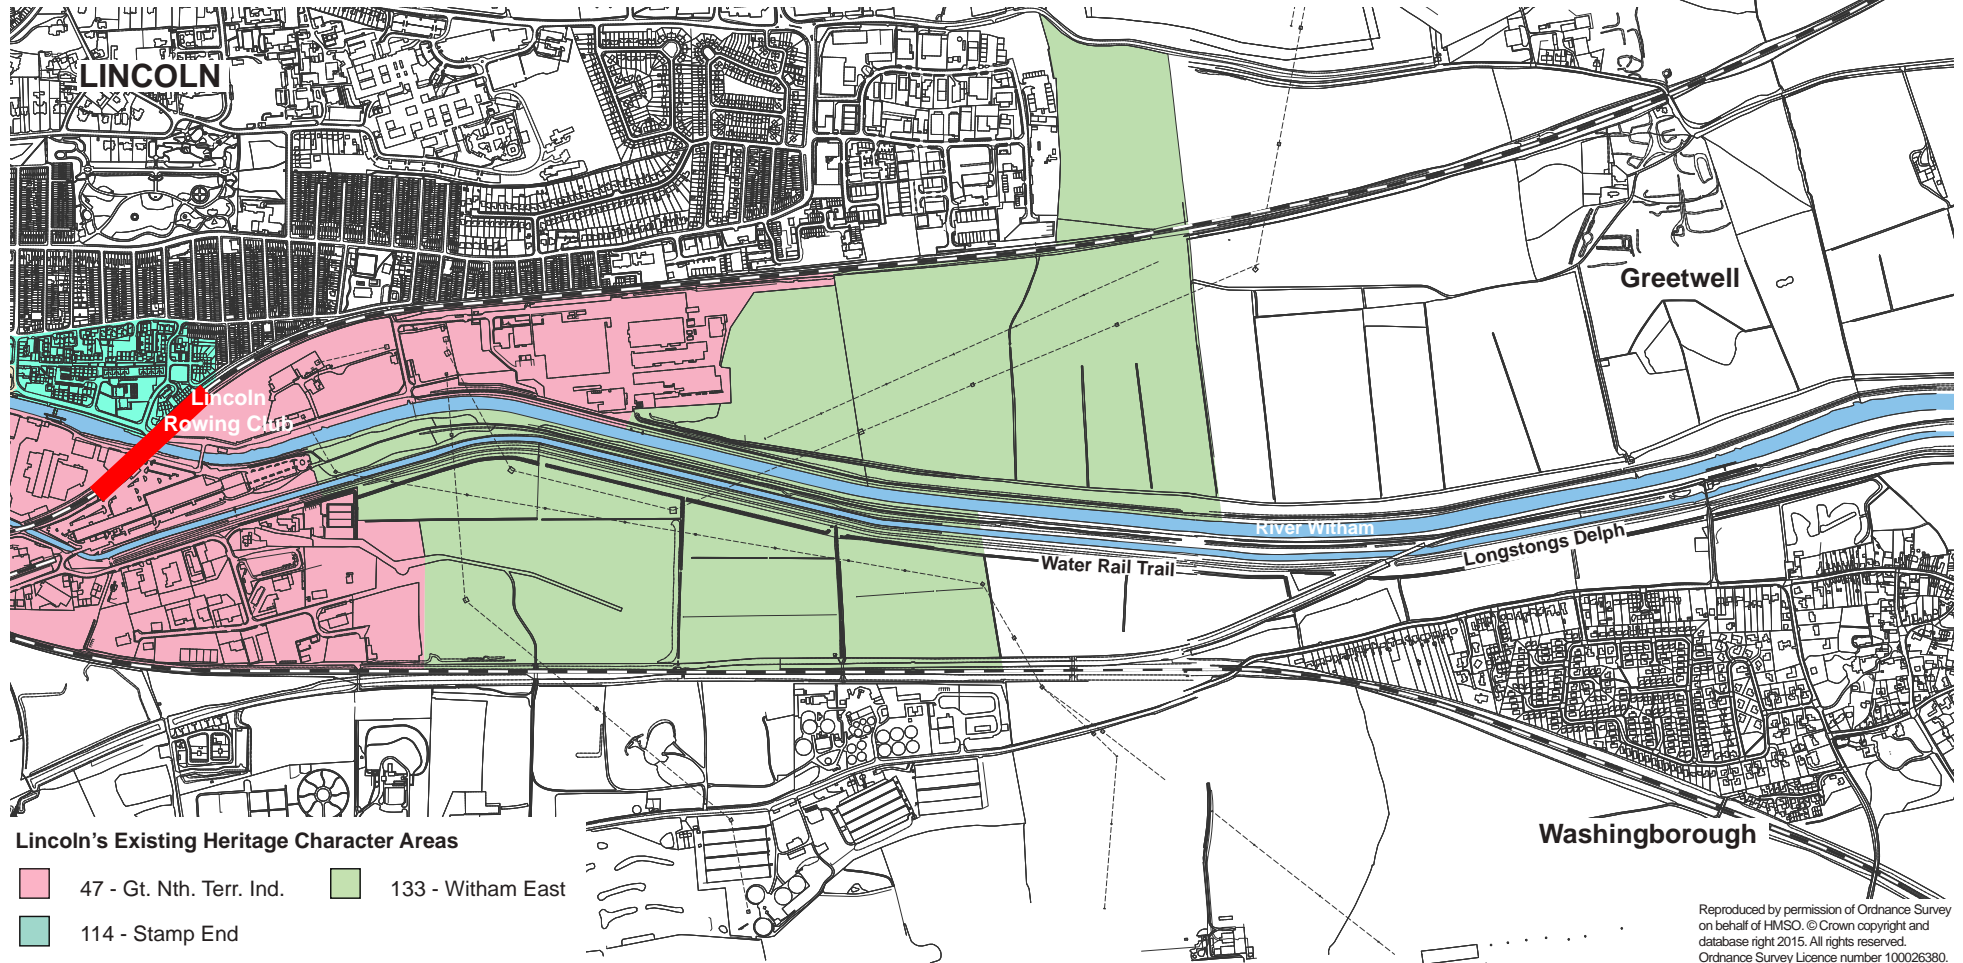 LINCOLN
Greetwell
Lincoln
Rowing Club
River Witham
Longstongs Delph
Water Rail Trail
Washingborough
Lincoln's Existing Heritage Character Areas
47 - Gt. Nth. Terr. Ind.
133 - Witham East
114 - Stamp End
Reproduced by permission of Ordnance Survey
on behalf of HMSO. © Crown copyright and
database right 2015. All rights reserved.
Ordnance Survey Licence number 100026380.